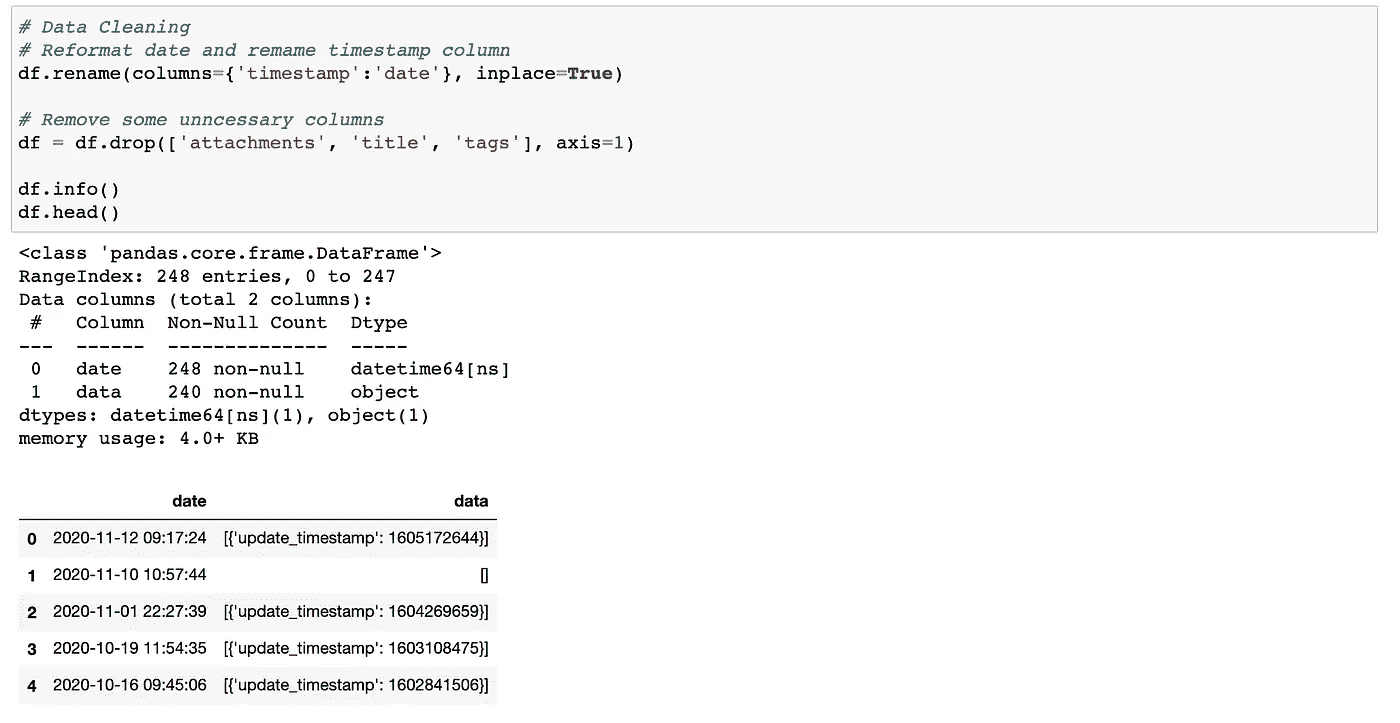 # Data Cleaning
# Reformat date and remame timestamp column
df.rename(columns={'timestamp':'date'}, inplace=True)
# Remove some unncessary columns
df = df.drop(['attachments', 'title', 'tags'], axis=1)
df.info()
df.head()
<class 'pandas.core.frame.DataFrame'>
RangeIndex: 248 entries, 0 to 247
Data columns (total 2 columns):
 #   Column  Non-Null Count  Dtype
---  ------  --------------  -----
 0   date    248 non-null    datetime64[ns]
 1   data    240 non-null    object
dtypes: datetime64[ns](1), object(1)
memory usage: 4.0+ KB
date data
0 2020-11-12 09:17:24 [{'update_timestamp': 1605172644}]
1 2020-11-10 10:57:44 []
2 2020-11-01 22:27:39 [{'update_timestamp': 1604269659}]
3 2020-10-19 11:54:35 [{'update_timestamp': 1603108475}]
4 2020-10-16 09:45:06 [{'update_timestamp': 1602841506}]